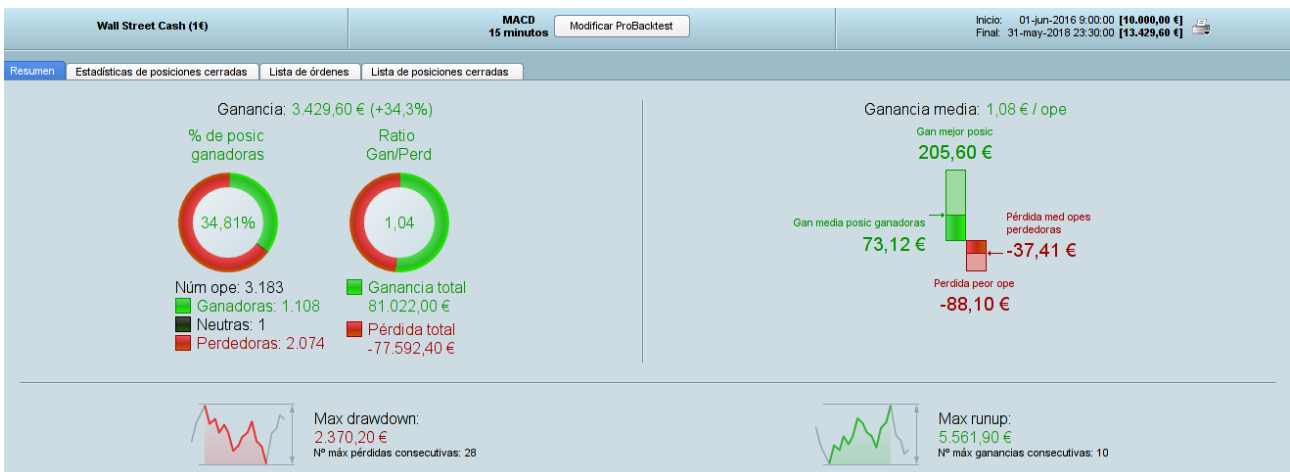 Wall Street Cash (1€)
MACD
15 minutos
Modificar ProBacktest
Inicio: 01-jun-2016 9:00:00 [10.000,00 €]
Final: 31-may-2018 23:30:00 [13.429,60 €]
Resumen
Estadísticas de posiciones cerradas
Lista de órdenes
Lista de posiciones cerradas
Ganancia: 3.429,60 € (+34,3%)
% de posic
ganadoras
34,81%
Núm ope: 3.183
Ganadoras: 1.108
Neutras: 1
Perdedoras: 2.074
Ratio
Gan/Perd
1,04
Ganancia total
81.022,00 €
Pérdida total
-77.592,40 €
Ganancia media: 1,08 € / ope
Gan mejor posic
205,60 €
Gan media posic ganadoras
73,12 €
Pérdida med opes
perdedoras
-37,41 €
Perdida peor ope
-88,10 €
Max drawdown:
2.370,20 €
Nº máx pérdidas consecutivas: 28
Max runup:
5.561,90 €
Nº máx ganancias consecutivas: 10